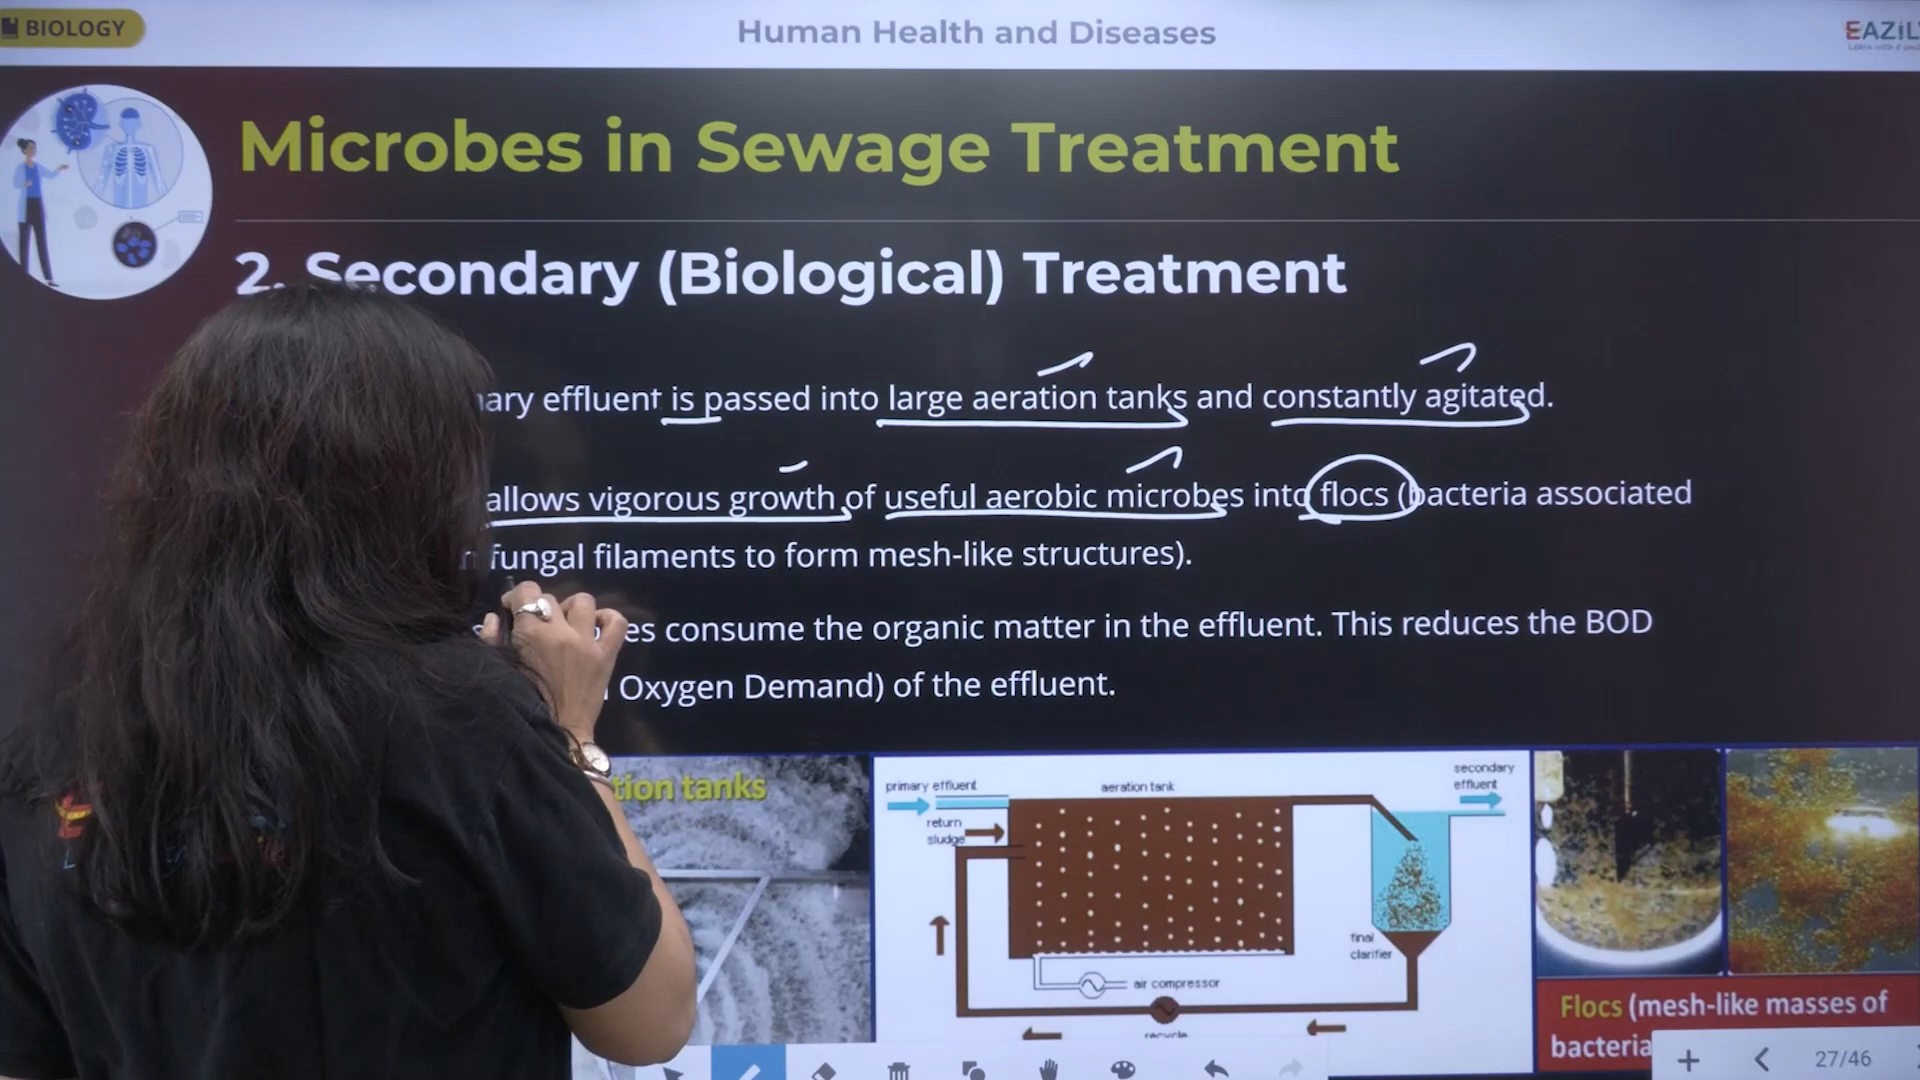 BIOLOGY
Human Health and Diseases
EAZIL
Microbes in Sewage Treatment
2. Secondary (Biological) Treatment
effluent is passed into large aeration tanks and constantly agitated.
allows vigorous growth of useful aerobic microbes into flocs (bacteria associated
fungal filaments to form mesh-like structures).
consume the organic matter in the effluent. This reduces the BOD
Oxygen Demand) of the effluent.
tanks
primary effluent
aeration tank
secondary
effluent
return
sludge
final
clarifier
air compressor
recycle
Flocs (mesh-like masses of
bacteria
27/46